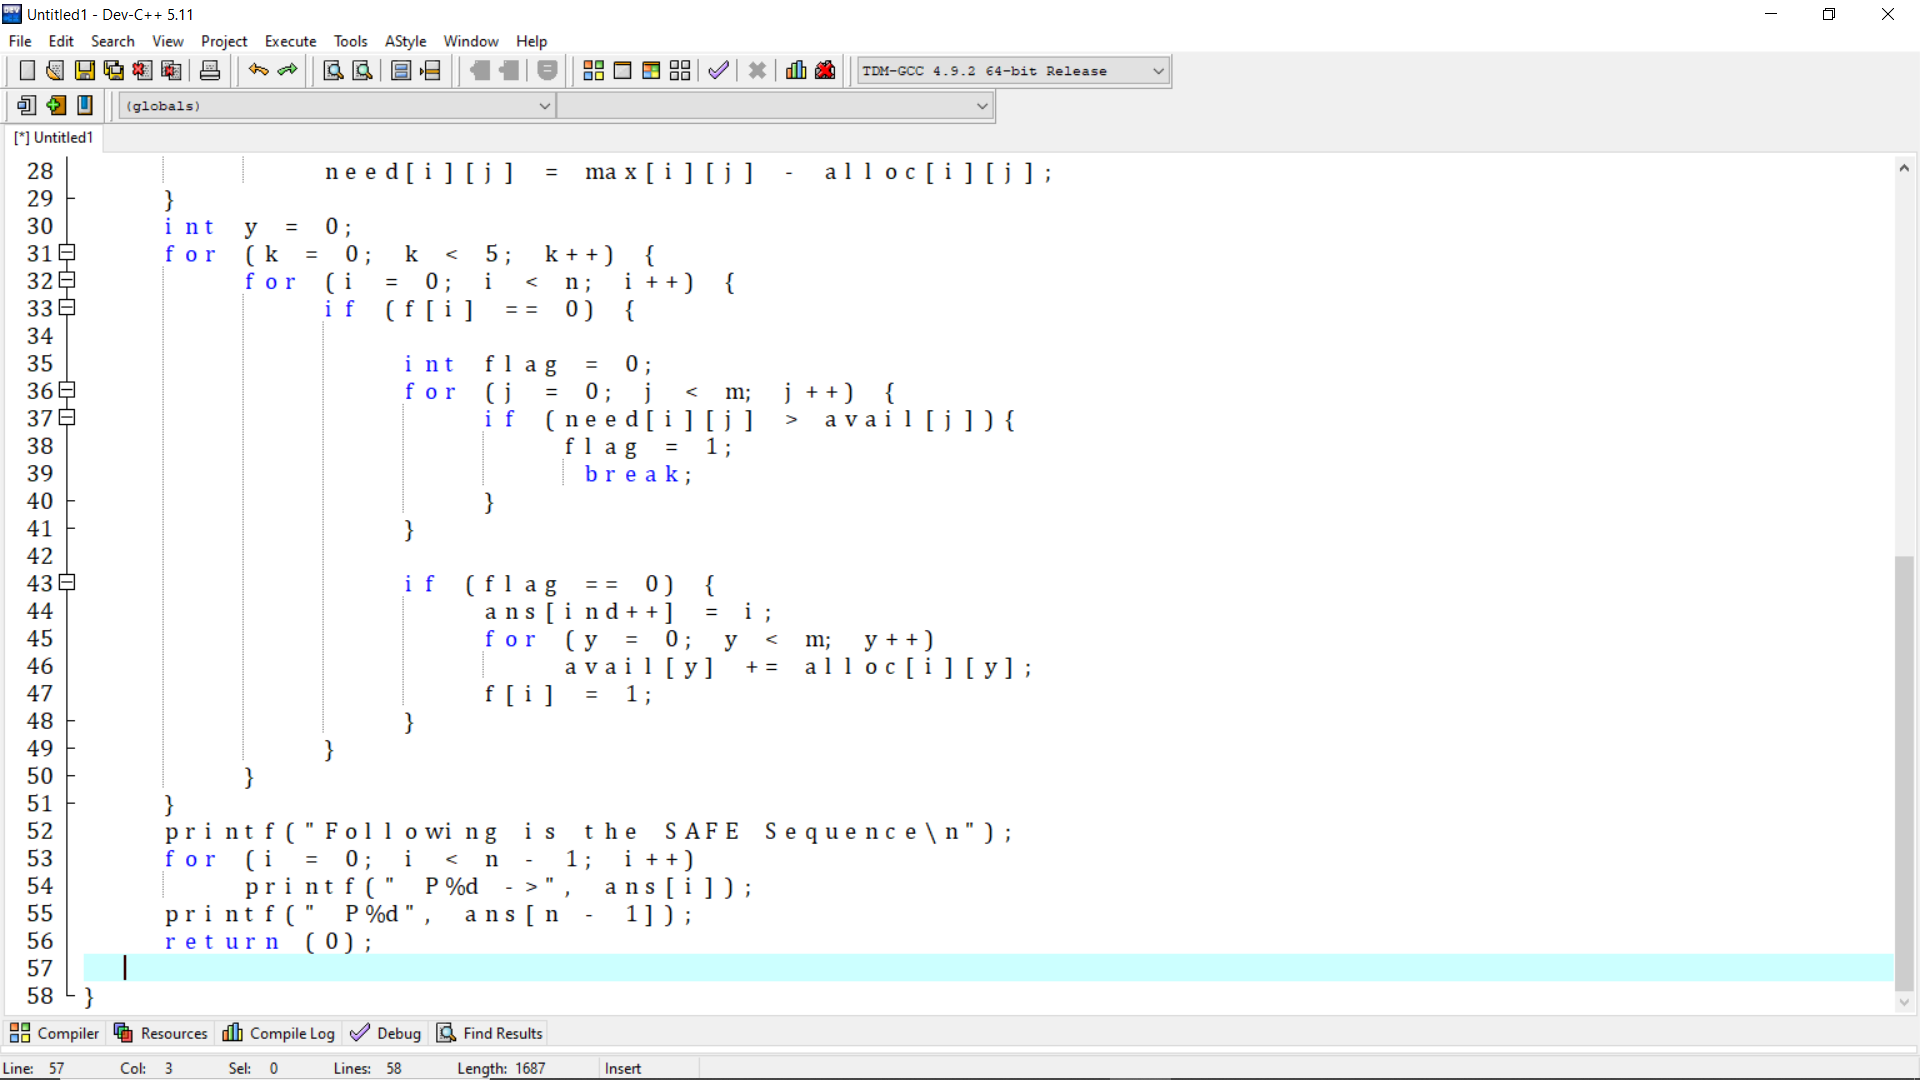 Untitled1 - Dev-C++ 5.11
File Edit Search View Project Execute Tools AStyle Window Help
TDM-GCC 4.9.2 64-bit Release
(globals)
[*] Untitled1
28 need[i][j] = max[i][j] - alloc[i][j];
29 }
30 int y = 0;
31 for (k = 0; k < 5; k++) {
32 for (i = 0; i < n; i++) {
33 if (f[i] == 0) {
34
35 int flag = 0;
36 for (j = 0; j < m; j++) {
37 if (need[i][j] > avail[j]){
38 flag = 1;
39 break;
40 }
41 }
42
43 if (flag == 0) {
44 ans[ind++] = i;
45 for (y = 0; y < m; y++)
46 avail[y] += alloc[i][y];
47 f[i] = 1;
48 }
49 }
50 }
51 }
52 printf("Following is the SAFE Sequence\n");
53 for (i = 0; i < n - 1; i++)
54 printf(" P%d ->", ans[i]);
55 printf(" P%d", ans[n - 1]);
56 return (0);
57
58 }
Compiler Resources Compile Log Debug Find Results
Line: 57 Col: 3 Sel: 0 Lines: 58 Length: 1687 Insert